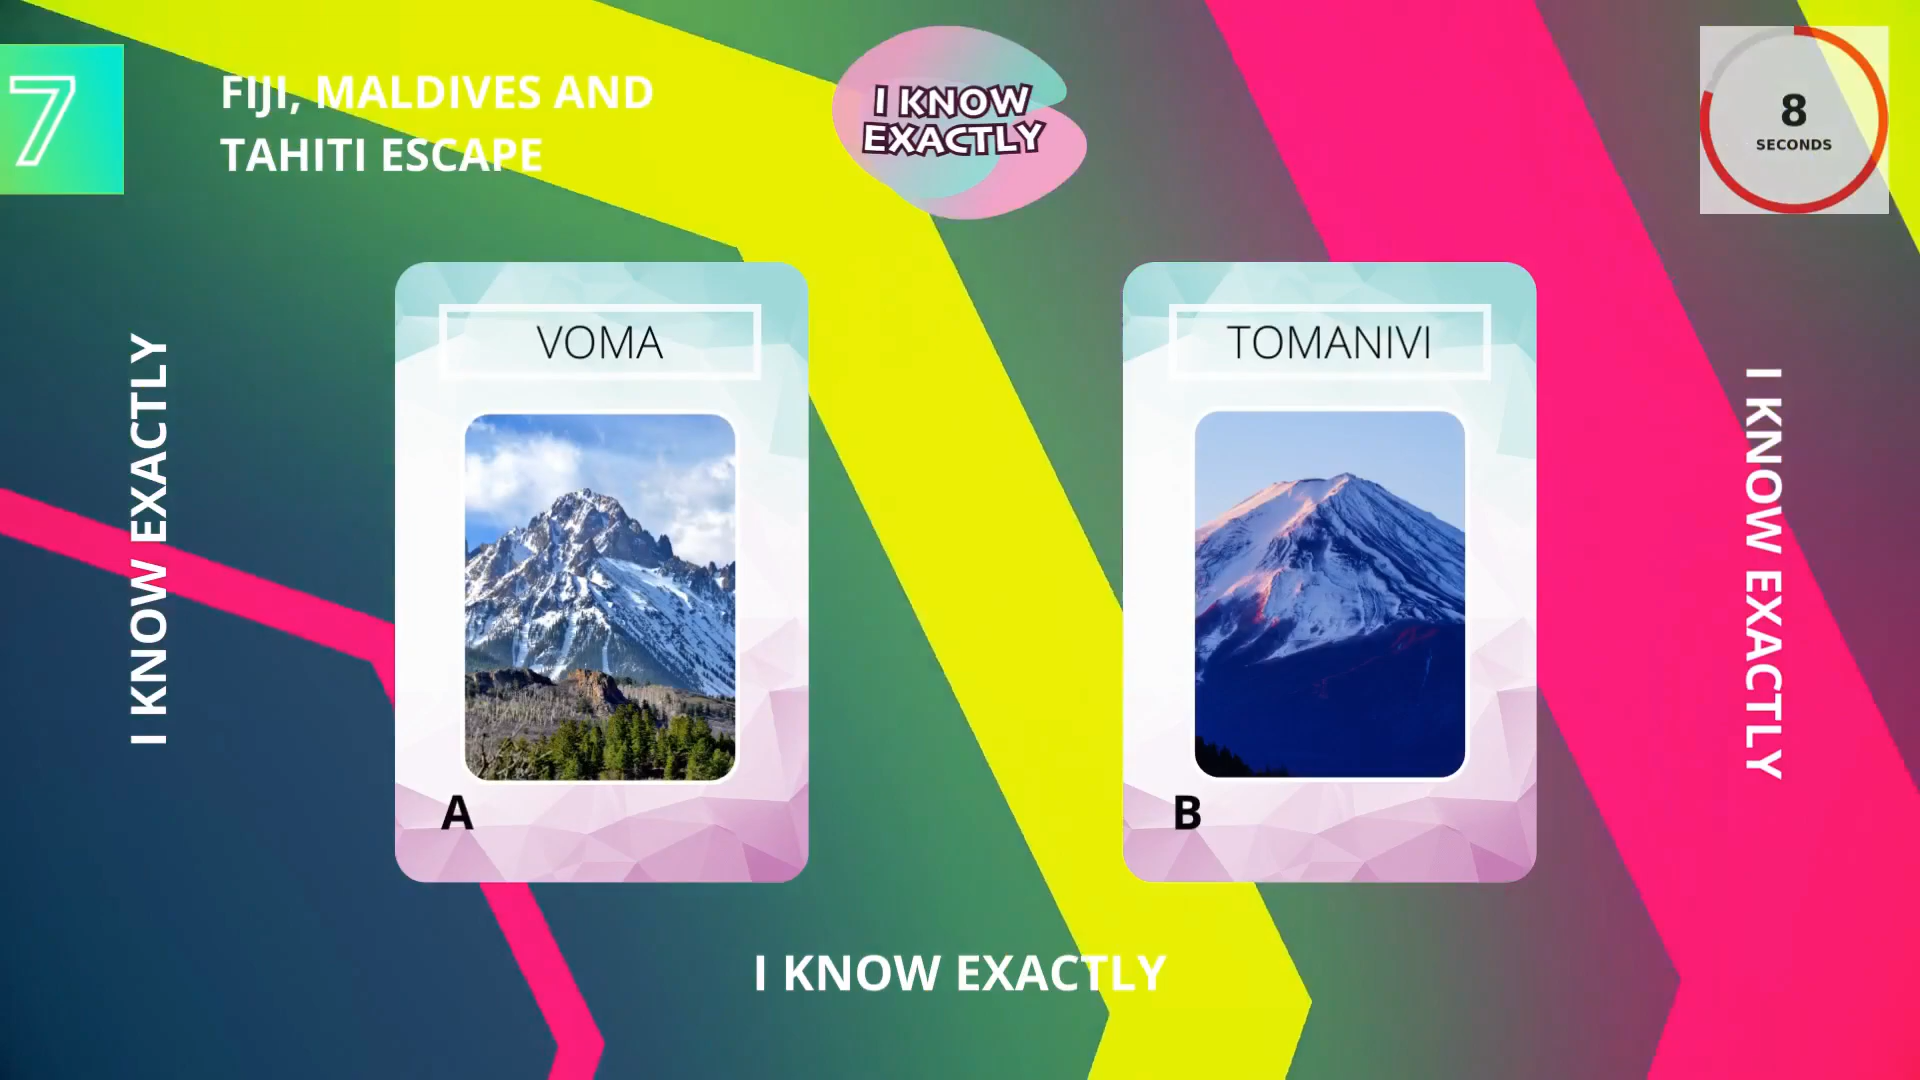 7
FIJI, MALDIVES AND
TAHITI ESCAPE
I KNOW
EXACTLY
8
SECONDS
I KNOW EXACTLY
VOMA
A
TOMANIVI
B
I KNOW EXACTLY
I KNOW EXACTLY